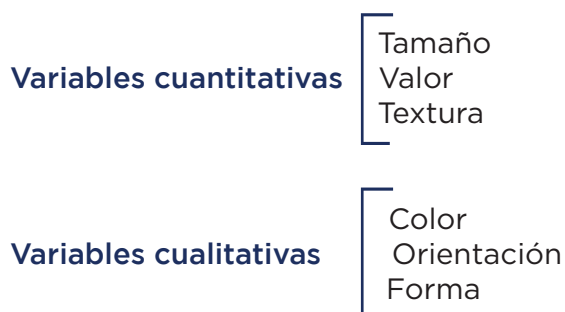 Tamaño
Variables cuantitativas Valor
Textura
Color
Variables cualitativas Orientación
Forma